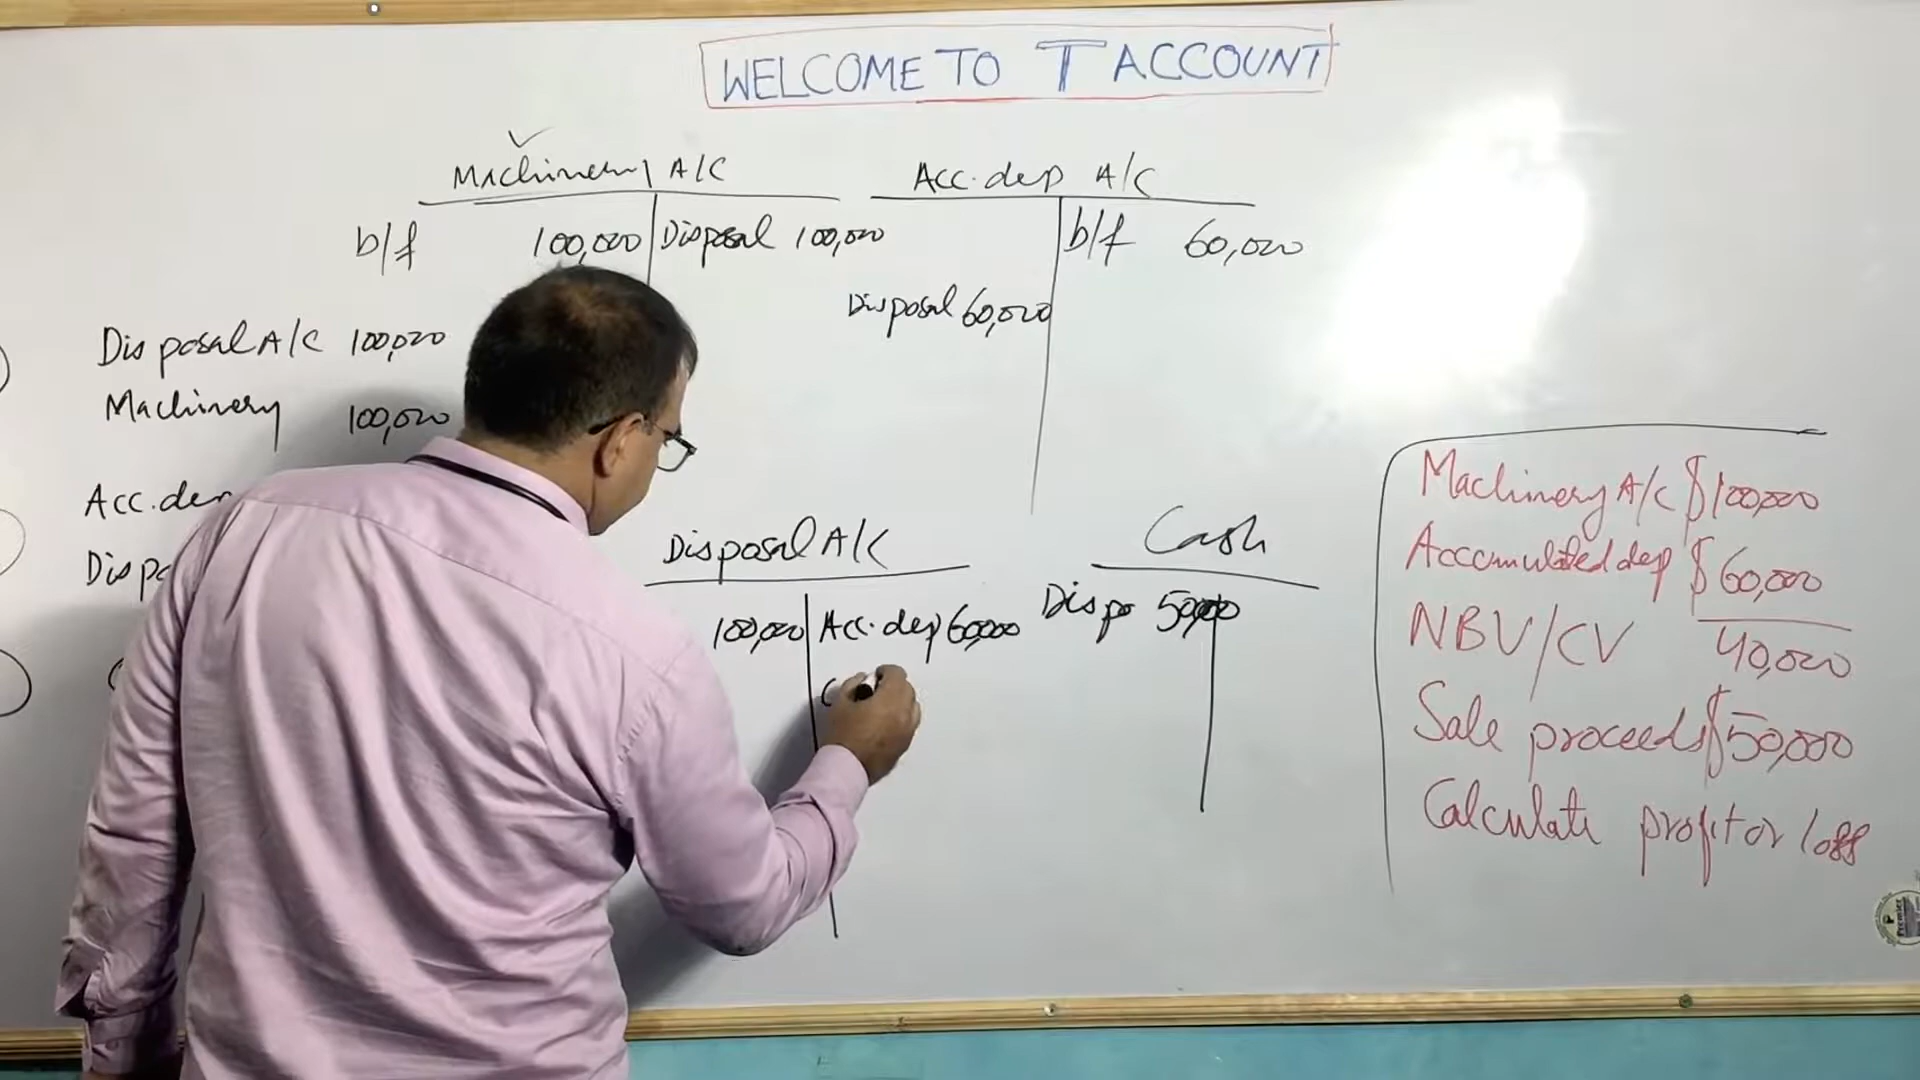 WELCOME TO T ACCOUNT
Machinery A/C
b/f 100,000 Disposal 100,000
Acc. dep A/C
b/f 60,000
Disposal 60,000
Disposal A/C 100,000
Machinery 100,000
Acc. dep
Dispo
Disposal A/C
100,000 Acc. dep 60,000
C
Cash
Dispo 50,000
Machinery A/C $100,000
Accumulated dep $60,000
NBV/CV 40,000
Sale proceeds $50,000
Calculate profit or loss